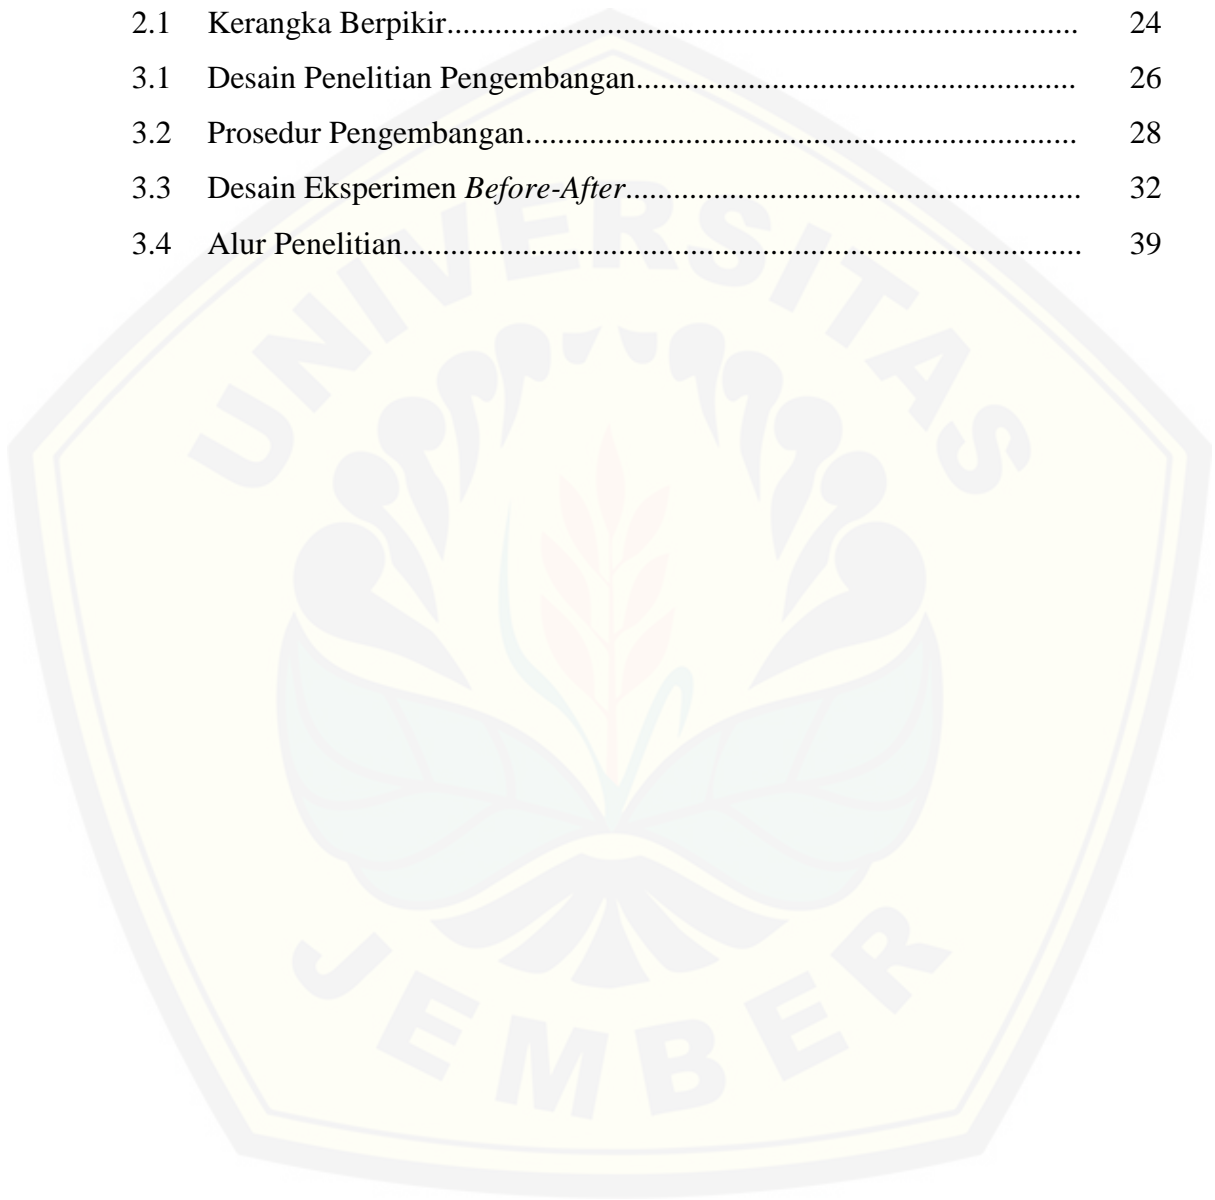 2.1 Kerangka Berpikir............................................................................... 24
3.1 Desain Penelitian Pengembangan....................................................... 26
3.2 Prosedur Pengembangan..................................................................... 28
3.3 Desain Eksperimen Before-After......................................................... 32
3.4 Alur Penelitian..................................................................................... 39
UNIVERSITAS
JEMBER